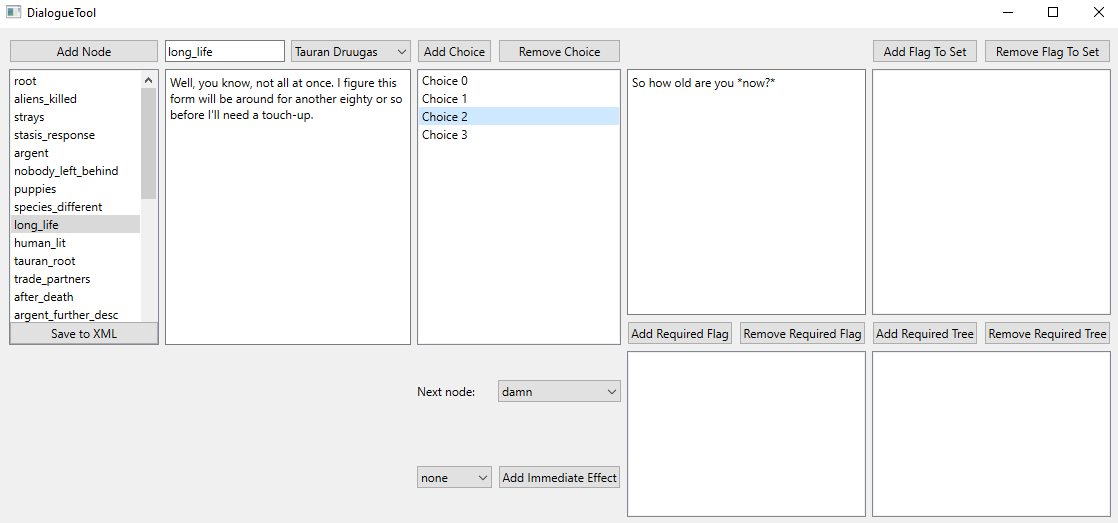 DialogueTool
Add Node
long_life
Tauran Druugas
Add Choice
Remove Choice
Add Flag To Set
Remove Flag To Set
root
aliens_killed
strays
stasis_response
argent
nobody_left_behind
puppies
species_different
long_life
human_lit
tauran_root
trade_partners
after_death
argent_further_desc
Save to XML
Well, you know, not all at once. I figure this
form will be around for another eighty or so
before I'll need a touch-up.
Choice 0
Choice 1
Choice 2
Choice 3
So how old are you *now?*
Add Required Flag
Remove Required Flag
Add Required Tree
Remove Required Tree
Next node:
damn
none
Add Immediate Effect